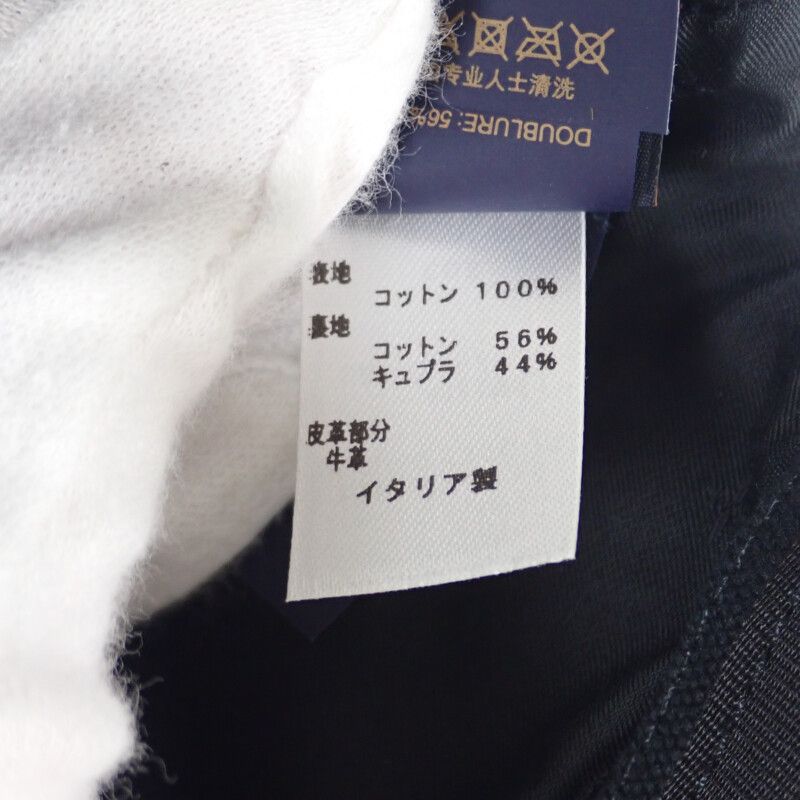 专业人士清洗
DOUBLURE: 56%
表地
コットン 100%
裏地
コットン 56%
キュプラ 44%
皮革部分
牛革
イタリア製